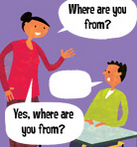 Where are you
from?
Yes, where are
you from?